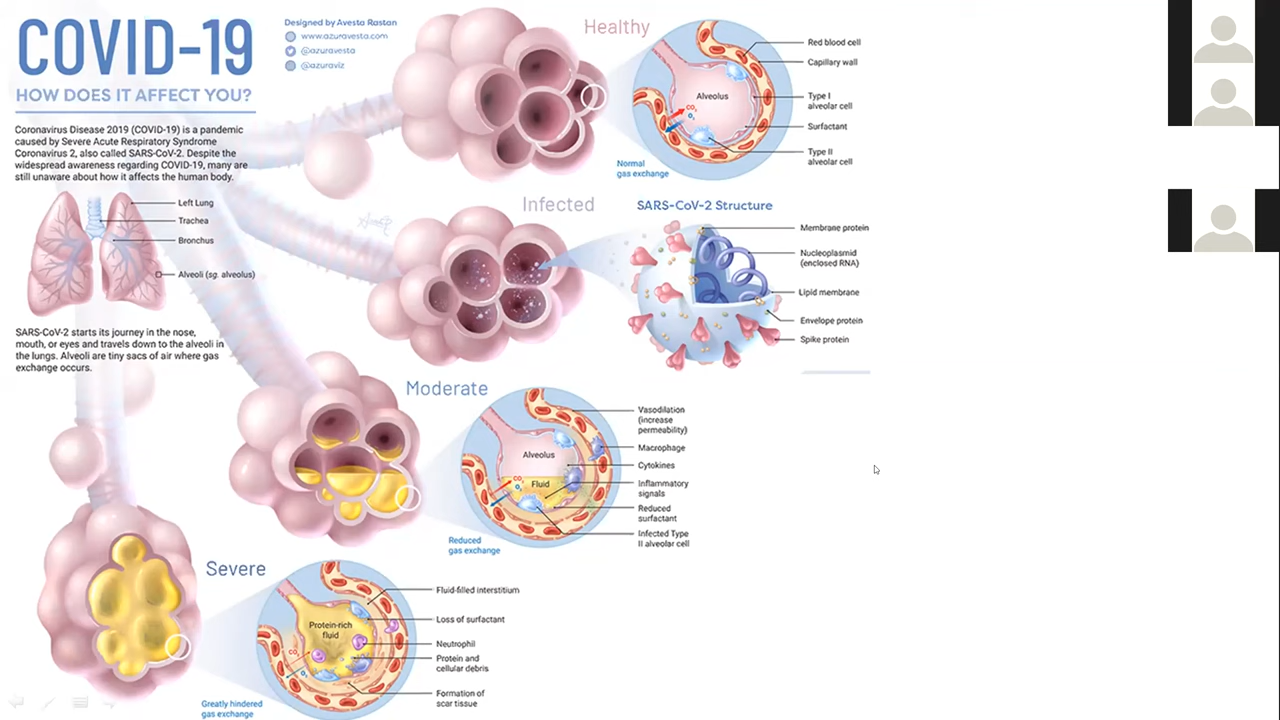 COVID-19
HOW DOES IT AFFECT YOU?
Designed by Avesta Rastan
www.azuravesta.com
@azuravesta
@azuraviz
Coronavirus Disease 2019 (COVID-19) is a pandemic
caused by Severe Acute Respiratory Syndrome
Coronavirus 2, also called SARS-CoV-2. Despite the
widespread awareness regarding COVID-19, many are
still unaware about how it affects the human body.
Left Lung
Trachea
Bronchus
Alveoli (sg. alveolus)
SARS-CoV-2 starts its journey in the nose,
mouth, or eyes and travels down to the alveoli in
the lungs. Alveoli are tiny sacs of air where gas
exchange occurs.
Healthy
Alveolus
CO₂
O₂
Normal
gas exchange
Red blood cell
Capillary wall
Type I
alveolar cell
Surfactant
Type II
alveolar cell
Infected
SARS-CoV-2 Structure
Membrane protein
Nucleoplasmid
(enclosed RNA)
Lipid membrane
Envelope protein
Spike protein
Moderate
Alveolus
Fluid
CO₂
O₂
Reduced
gas exchange
Vasodilation
(increase
permeability)
Macrophage
Cytokines
Inflammatory
signals
Reduced
surfactant
Infected Type
II alveolar cell
Severe
Protein-rich
fluid
CO₂
O₂
Greatly hindered
gas exchange
Fluid-filled interstitium
Loss of surfactant
Neutrophil
Protein and
cellular debris
Formation of
scar tissue